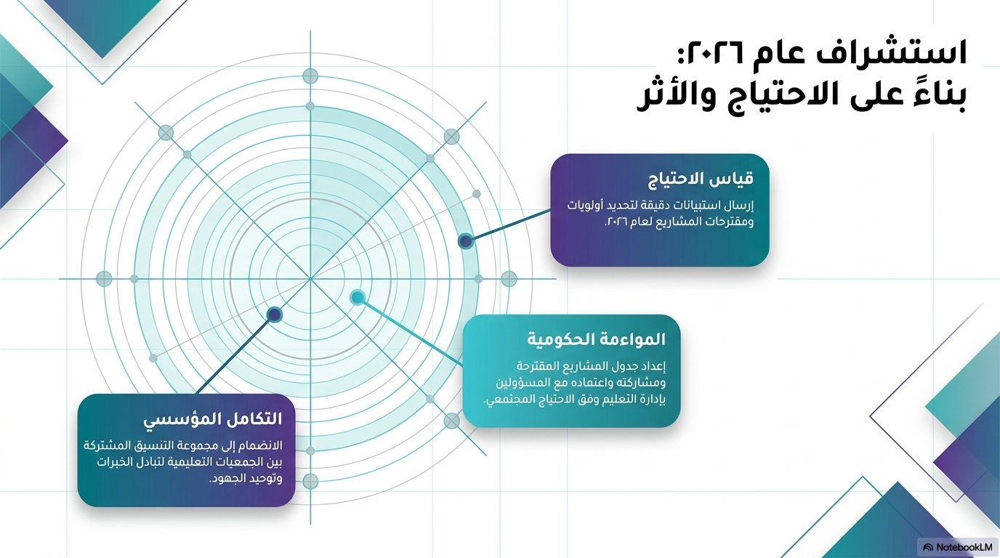 استشراف عام ٢٠٢٦:
بناءً على الاحتياج والأثر
قياس الاحتياج
إرسال استبيانات دقيقة لتحديد أولويات
ومقترحات المشاريع لعام ٢٠٢٦.
المواءمة الحكومية
إعداد جدول المشاريع المقترحة
ومشاركته واعتماده مع المسؤولين
بإدارة التعليم وفق الاحتياج المجتمعي.
التكامل المؤسسي
الانضمام إلى مجموعة التنسيق المشتركة
بين الجمعيات التعليمية لتبادل الخبرات
وتوحيد الجهود.
NotebookLM